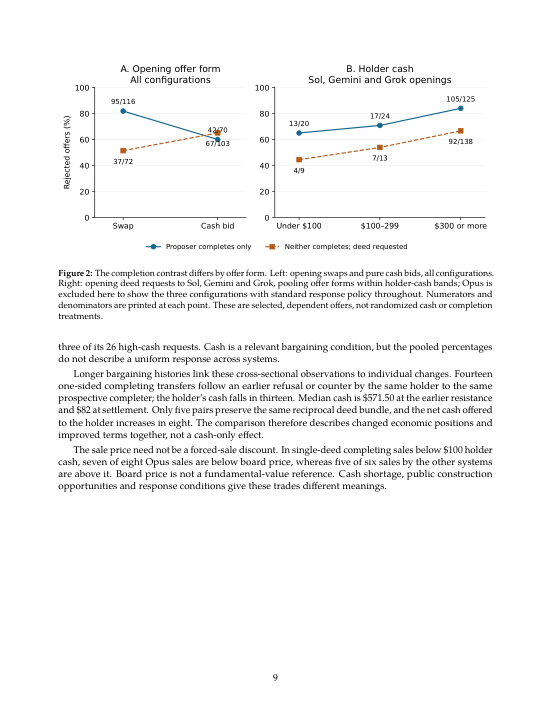 A. Opening offer form
All configurations
B. Holder cash
Sol, Gemini and Grok openings
Rejected offers (%)
100
80
60
40
20
0
95/116
37/72
42/70
67/103
Swap
Cash bid
100
80
60
40
20
0
13/20
4/9
17/24
7/13
105/125
92/138
Under $100
$100–299
$300 or more
Proposer completes only
Neither completes; deed requested
Figure 2: The completion contrast differs by offer form. Left: opening swaps and pure cash bids, all configurations.
Right: opening deed requests to Sol, Gemini and Grok, pooling offer forms within holder-cash bands; Opus is
excluded here to show the three configurations with standard response policy throughout. Numerators and
denominators are printed at each point. These are selected, dependent offers, not randomized cash or completion
treatments.
three of its 26 high-cash requests. Cash is a relevant bargaining condition, but the pooled percentages
do not describe a uniform response across systems.
Longer bargaining histories link these cross-sectional observations to individual changes. Fourteen
one-sided completing transfers follow an earlier refusal or counter by the same holder to the same
prospective completer; the holder's cash falls in thirteen. Median cash is $571.50 at the earlier resistance
and $82 at settlement. Only five pairs preserve the same reciprocal deed bundle, and the net cash offered
to the holder increases in eight. The comparison therefore describes changed economic positions and
improved terms together, not a cash-only effect.
The sale price need not be a forced-sale discount. In single-deed completing sales below $100 holder
cash, seven of eight Opus sales are below board price, whereas five of six sales by the other systems
are above it. Board price is not a fundamental-value reference. Cash shortage, public construction
opportunities and response conditions give these trades different meanings.
9